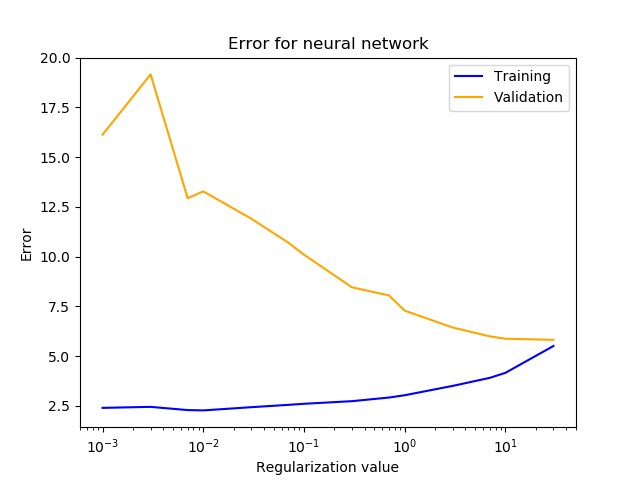 Error for neural network
20.0
17.5
15.0
12.5
10.0
7.5
5.0
2.5
Error
Training
Validation
10⁻³ 10⁻² 10⁻¹ 10⁰ 10¹
Regularization value